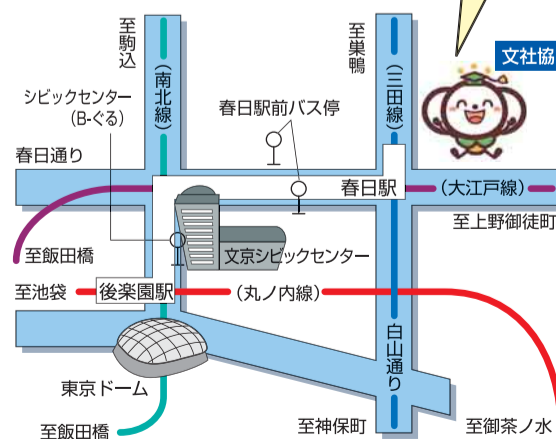 至駒込
(南北線)
至巣鴨
(三田線)
文社協
シビックセンター
(B-ぐる)
春日駅前バス停
春日通り
春日駅
(大江戸線)
至上野御徒町
至飯田橋
文京シビックセンター
至池袋
後楽園駅
(丸ノ内線)
白山通り
東京ドーム
至飯田橋
至神保町
至御茶ノ水